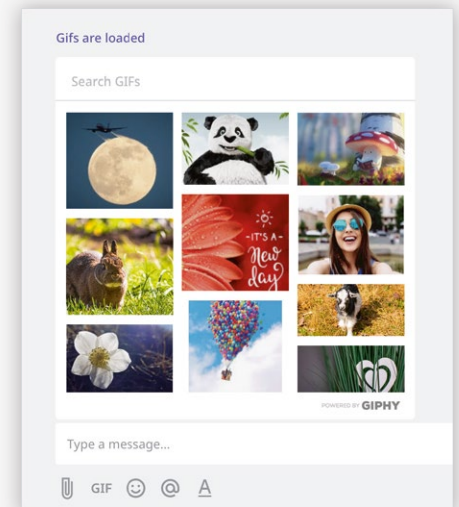 Gifs are loaded
Search GIFs
-IT'S A-
New
day
POWERED BY GIPHY
Type a message...
GIF @ A